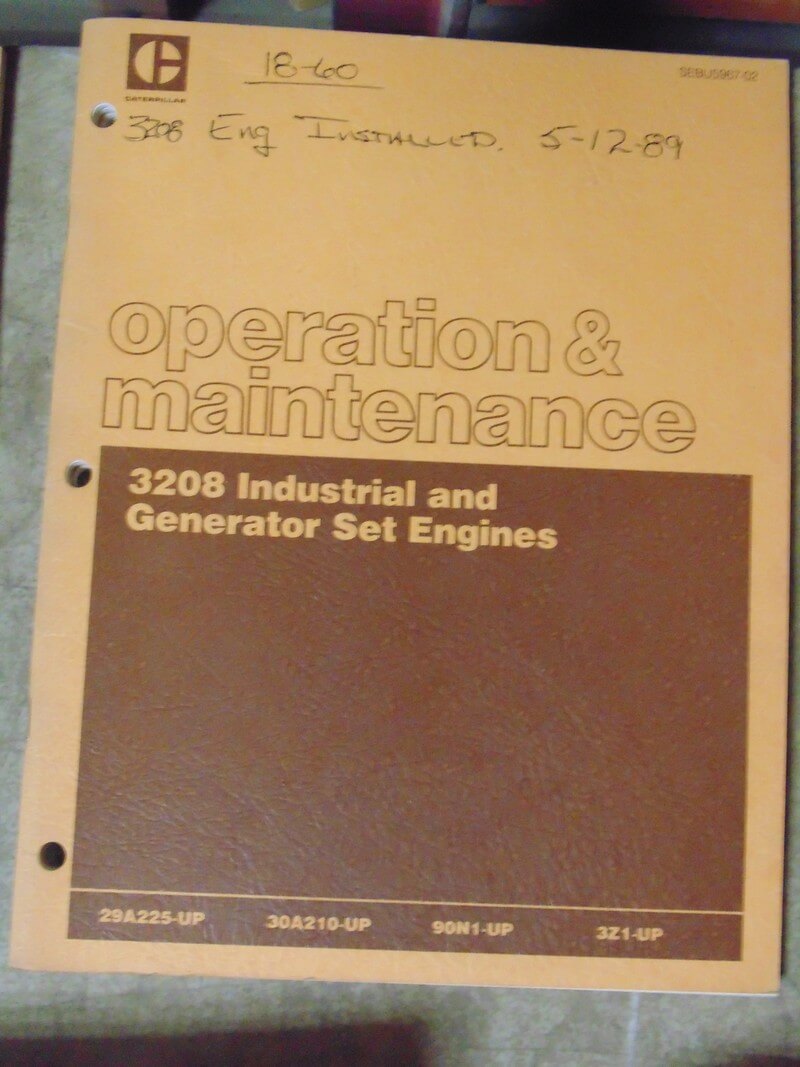 CATERPILLAR
18-60
SEBU5967-02
3208 Eng INSTALLED. 5-12-89
operation &
maintenance
3208 Industrial and
Generator Set Engines
29A225-UP 30A210-UP 90N1-UP 3Z1-UP